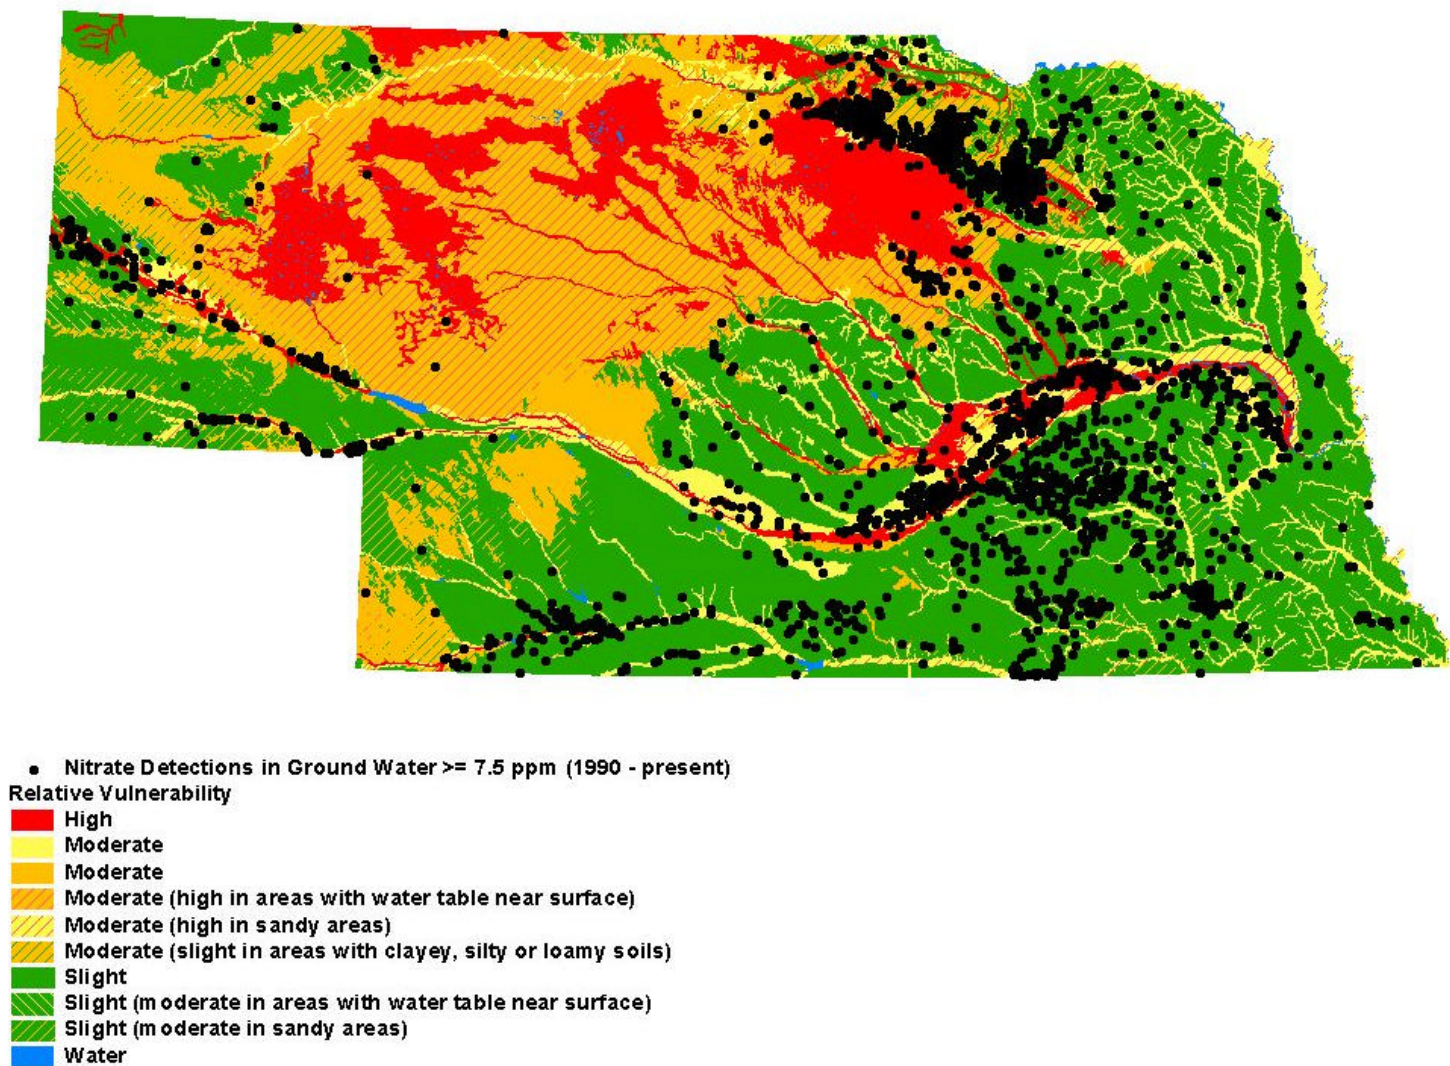 Nitrate Detections in Ground Water >= 7.5 ppm (1990 - present)
Relative Vulnerability
High
Moderate
Moderate
Moderate (high in areas with water table near surface)
Moderate (high in sandy areas)
Moderate (slight in areas with clayey, silty or loamy soils)
Slight
Slight (moderate in areas with water table near surface)
Slight (moderate in sandy areas)
Water